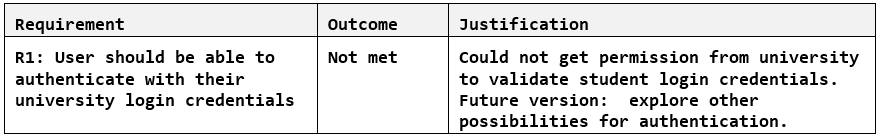 Requirement
Outcome
Justification
R1: User should be able to
authenticate with their
university login credentials
Not met
Could not get permission from university
to validate student login credentials.
Future version:  explore other
possibilities for authentication.